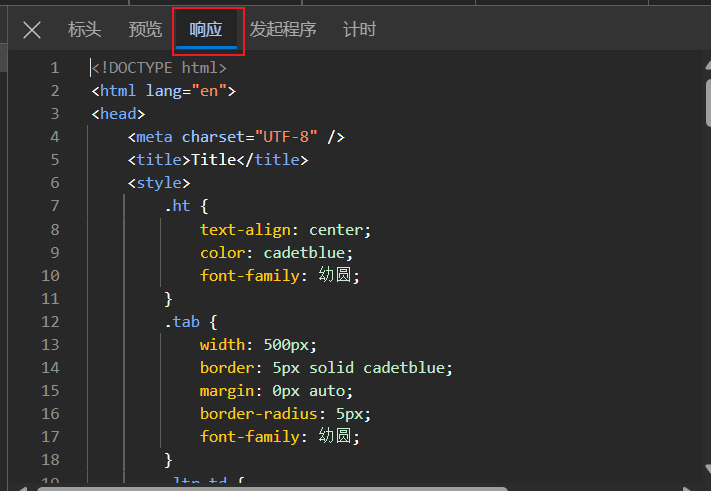 标头 预览 响应 发起程序 计时
1 <!DOCTYPE html>
2 <html lang="en">
3 <head>
4 <meta charset="UTF-8" />
5 <title>Title</title>
6 <style>
7 .ht {
8 text-align: center;
9 color: cadetblue;
10 font-family: 幼圆;
11 }
12 .tab {
13 width: 500px;
14 border: 5px solid cadetblue;
15 margin: 0px auto;
16 border-radius: 5px;
17 font-family: 幼圆;
18 }
19 .ltr td {